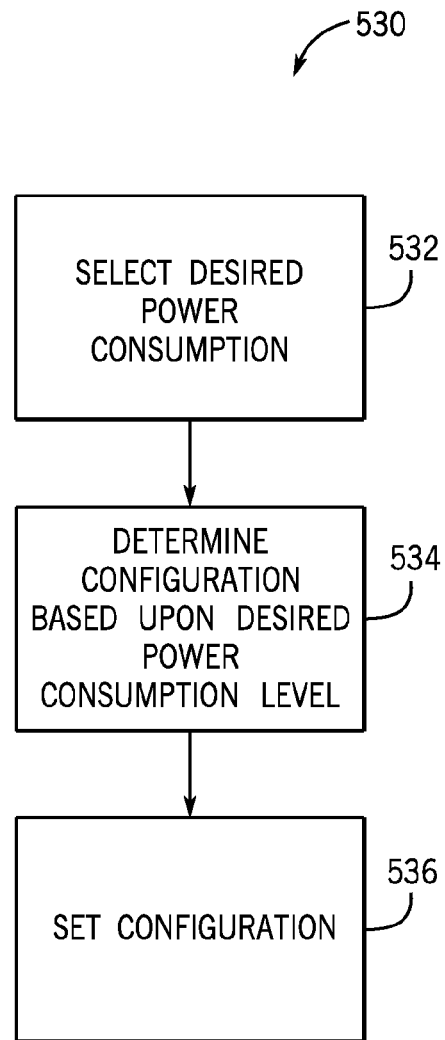 530
SELECT DESIRED
POWER
CONSUMPTION
532
DETERMINE
CONFIGURATION
BASED UPON DESIRED
POWER
CONSUMPTION LEVEL
534
SET CONFIGURATION
536